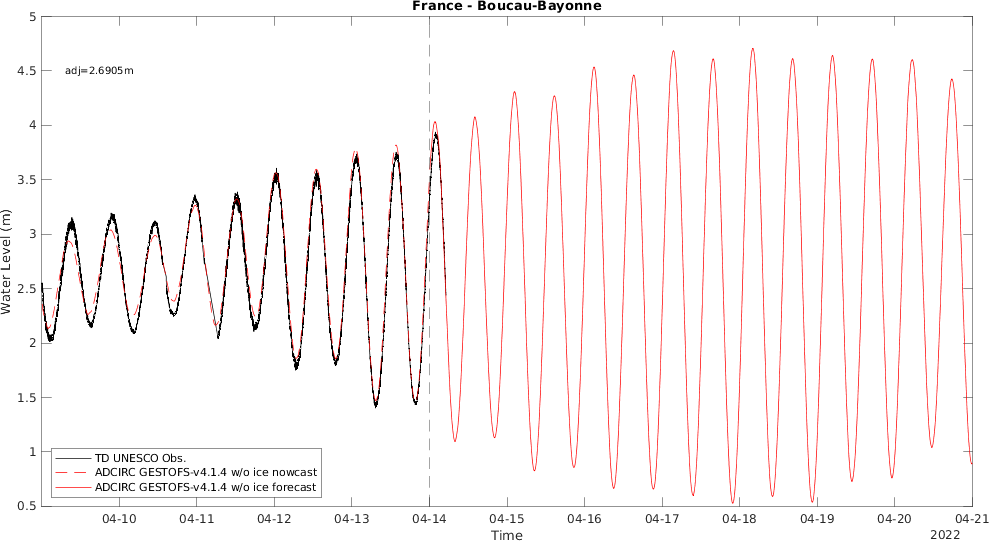 France - Boucau-Bayonne
5
4.5
4
3.5
3
2.5
2
1.5
1
0.5
Water Level (m)
adj=2.6905m
TD UNESCO Obs.
ADCIRC GESTOFS-v4.1.4 w/o ice nowcast
ADCIRC GESTOFS-v4.1.4 w/o ice forecast
04-10 04-11 04-12 04-13 04-14 04-15 04-16 04-17 04-18 04-19 04-20 04-21
Time
2022